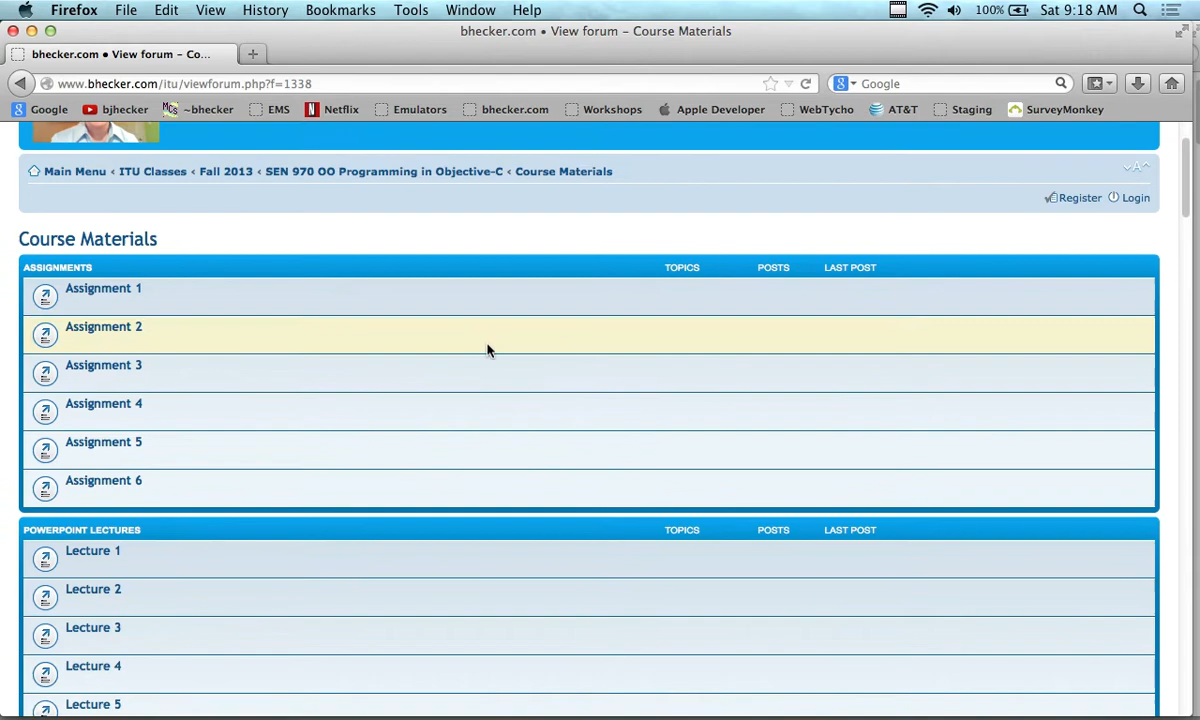 Firefox File Edit View History Bookmarks Tools Window Help 100% Sat 9:18 AM
bhecker.com • View forum – Course Materials
bhecker.com • View forum – Co...
www.bhecker.com/itu/viewforum.php?f=1338 Google
Google bjhecker ~bhecker EMS Netflix Emulators bhecker.com Workshops Apple Developer WebTycho AT&T Staging SurveyMonkey
Main Menu ‹ ITU Classes ‹ Fall 2013 ‹ SEN 970 OO Programming in Objective-C ‹ Course Materials
Register Login
Course Materials
ASSIGNMENTS TOPICS POSTS LAST POST
Assignment 1
Assignment 2
Assignment 3
Assignment 4
Assignment 5
Assignment 6
POWERPOINT LECTURES TOPICS POSTS LAST POST
Lecture 1
Lecture 2
Lecture 3
Lecture 4
Lecture 5